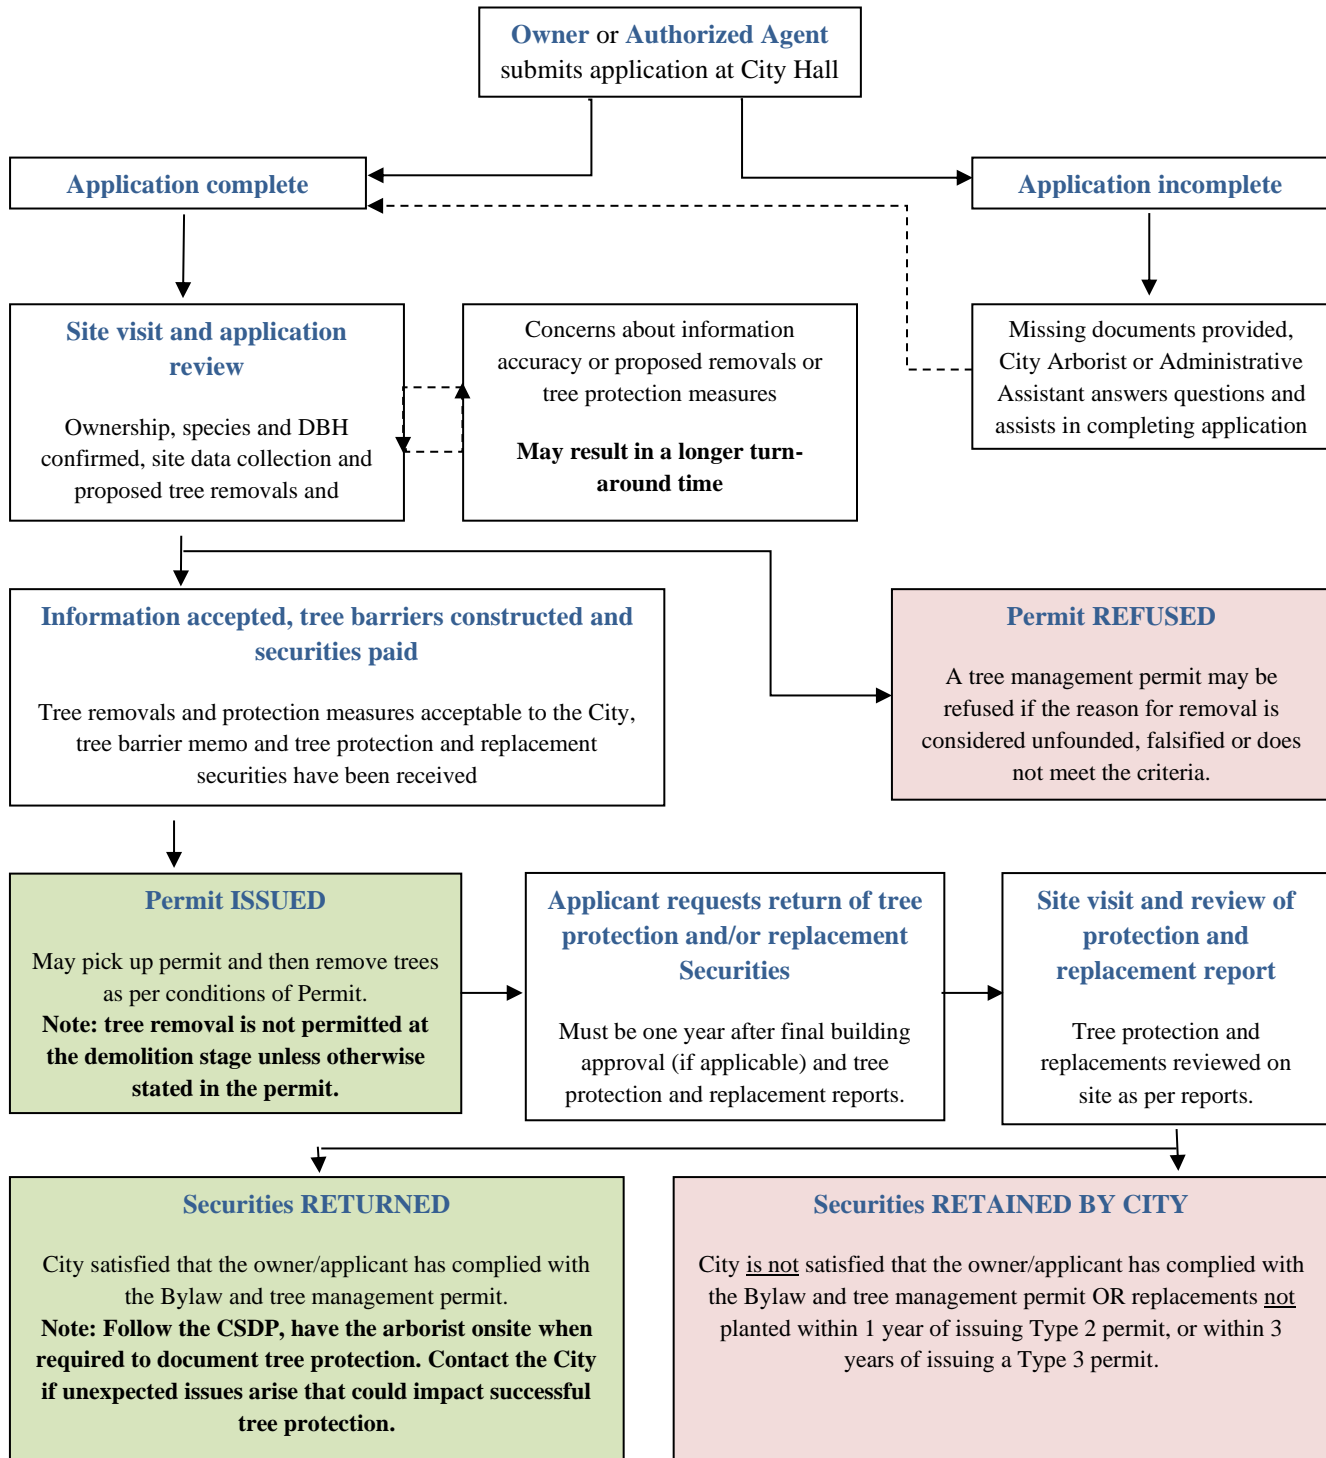 Owner or Authorized Agent
submits application at City Hall
Application complete
Application incomplete
Site visit and application
review
Ownership, species and DBH
confirmed, site data collection and
proposed tree removals and
Concerns about information
accuracy or proposed removals or
tree protection measures
May result in a longer turn-
around time
Missing documents provided,
City Arborist or Administrative
Assistant answers questions and
assists in completing application
Information accepted, tree barriers constructed and
securities paid
Tree removals and protection measures acceptable to the City,
tree barrier memo and tree protection and replacement
securities have been received
Permit REFUSED
A tree management permit may be
refused if the reason for removal is
considered unfounded, falsified or does
not meet the criteria.
Permit ISSUED
May pick up permit and then remove trees
as per conditions of Permit.
Note: tree removal is not permitted at
the demolition stage unless otherwise
stated in the permit.
Applicant requests return of tree
protection and/or replacement
Securities
Must be one year after final building
approval (if applicable) and tree
protection and replacement reports.
Site visit and review of
protection and
replacement report
Tree protection and
replacements reviewed on
site as per reports.
Securities RETURNED
City satisfied that the owner/applicant has complied with
the Bylaw and tree management permit.
Note: Follow the CSDP, have the arborist onsite when
required to document tree protection. Contact the City
if unexpected issues arise that could impact successful
tree protection.
Securities RETAINED BY CITY
City is not satisfied that the owner/applicant has complied with
the Bylaw and tree management permit OR replacements not
planted within 1 year of issuing Type 2 permit, or within 3
years of issuing a Type 3 permit.